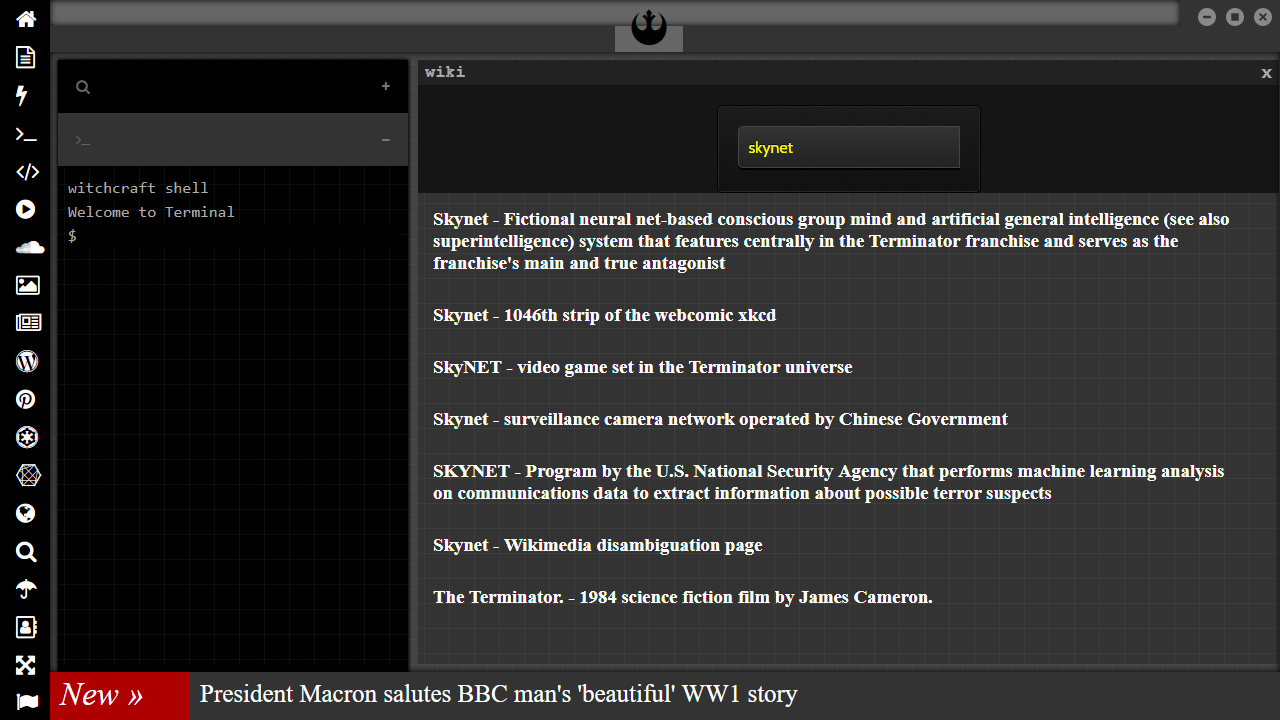 wiki
x
+
skynet
>_
−
witchcraft shell
Welcome to Terminal
$
Skynet - Fictional neural net-based conscious group mind and artificial general intelligence (see also
superintelligence) system that features centrally in the Terminator franchise and serves as the
franchise's main and true antagonist
Skynet - 1046th strip of the webcomic xkcd
SkyNET - video game set in the Terminator universe
Skynet - surveillance camera network operated by Chinese Government
SKYNET - Program by the U.S. National Security Agency that performs machine learning analysis
on communications data to extract information about possible terror suspects
Skynet - Wikimedia disambiguation page
The Terminator. - 1984 science fiction film by James Cameron.
New » President Macron salutes BBC man's 'beautiful' WW1 story